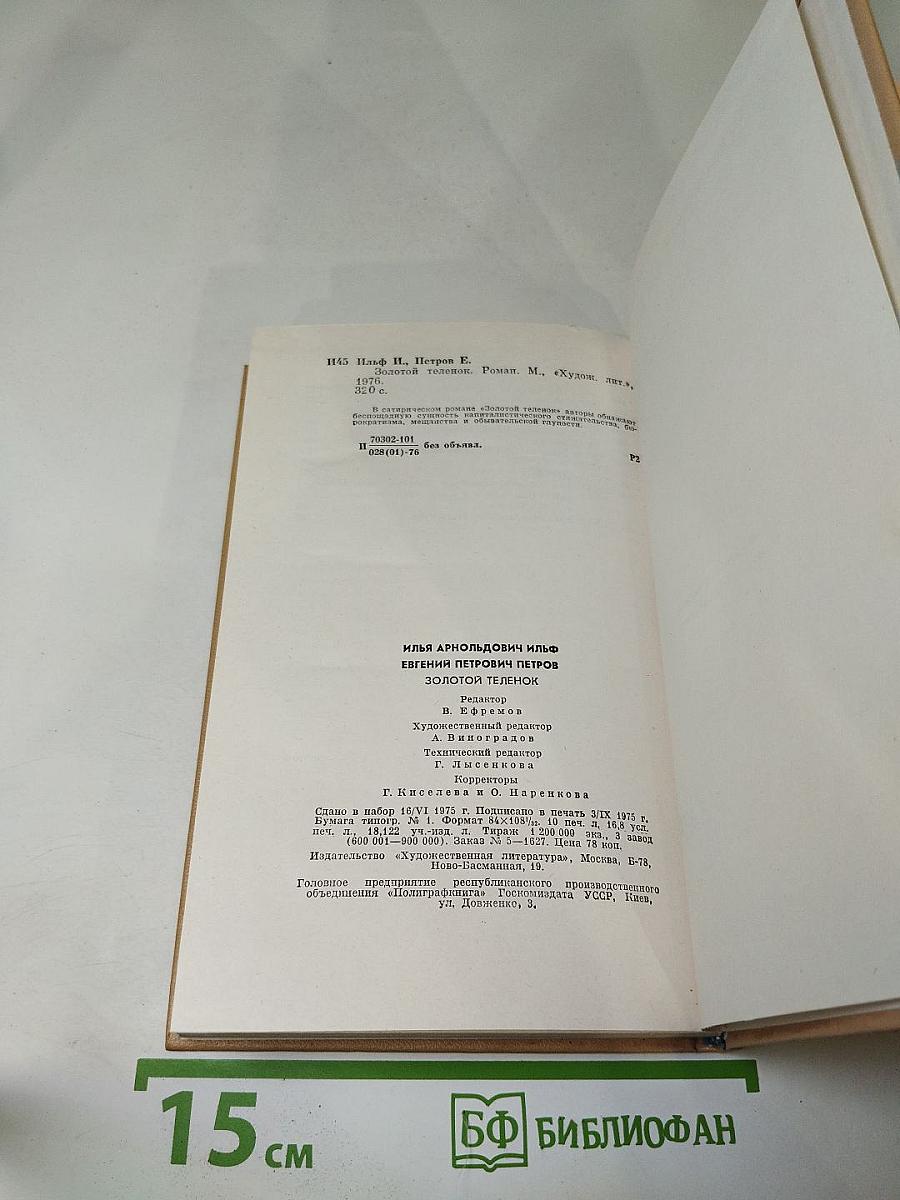 И45 Ильф И., Петров Е.
Золотой теленок. Роман. М., «Худож. лит.»,
1976.
320 с.
В сатирическом романе «Золотой теленок» авторы обнажают
беспощадную сущность капиталистического стяжательства, бю-
рократизма, мещанства и обывательской глупости.
И 70302-101
028(01)-76 без объявл.
Р2
ИЛЬЯ АРНОЛЬДОВИЧ ИЛЬФ
ЕВГЕНИЙ ПЕТРОВИЧ ПЕТРОВ
ЗОЛОТОЙ ТЕЛЕНОК
Редактор
В. Ефремов
Художественный редактор
А. Виноградов
Технический редактор
Г. Лысенкова
Корректоры
Г. Киселева и О. Наренкова
Сдано в набор 16/VI 1975 г. Подписано в печать 3/IX 1975 г.
Бумага типогр. № 1. Формат 84×108¹/₃₂. 10 печ. л, 16,8 усл.
печ. л., 18,122 уч.-изд. л. Тираж 1 200 000 экз., 3 завод
(600 001—900 000). Заказ № 5—1627. Цена 78 коп.
Издательство «Художественная литература», Москва, Б-78,
Ново-Басманная, 19.
Головное предприятие республиканского производственного
объединения «Полиграфкнига» Госкомиздата УССР, Киев,
ул, Довженко, 3.
15 см
БФ БИБЛИОФАН